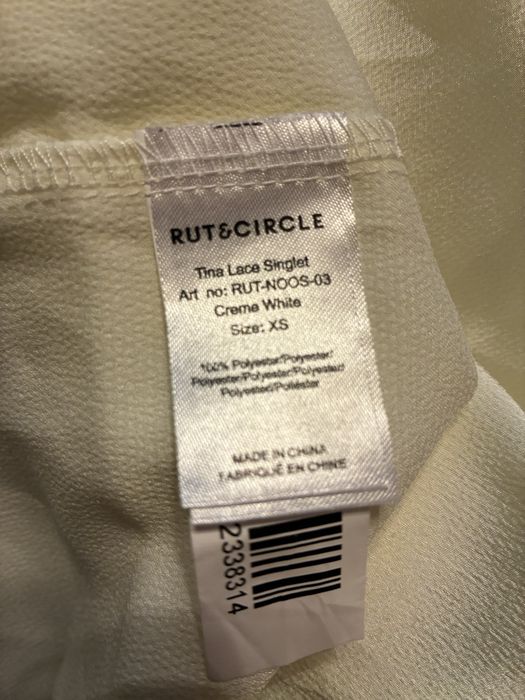 RUT&CIRCLE
Tina Lace Singlet
Art no: RUT-NOOS-03
Creme White
Size: XS
100% Polyester/Polyester/
Polyester/Polyester/Polyester/
Polyester/Poliéster
MADE IN CHINA
FABRIQUÉ EN CHINE
2338314